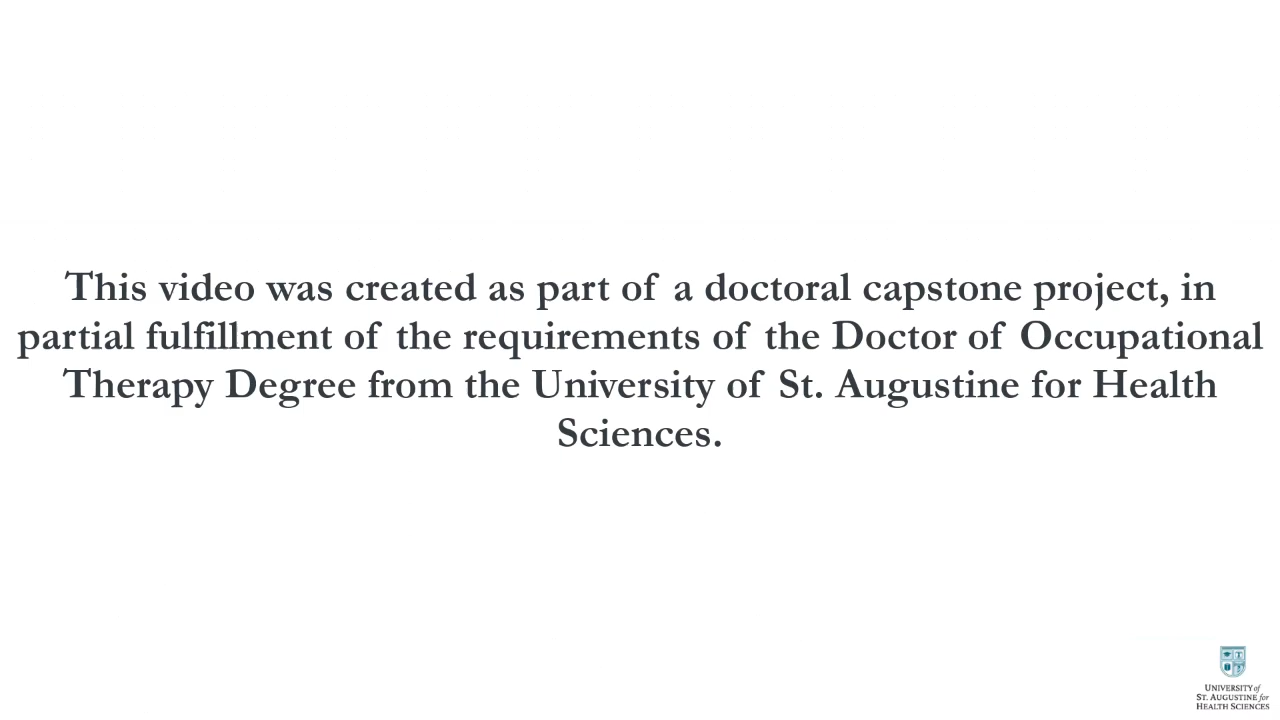 This video was created as part of a doctoral capstone project, in
partial fulfillment of the requirements of the Doctor of Occupational
Therapy Degree from the University of St. Augustine for Health
Sciences.
UNIVERSITY of
ST. AUGUSTINE for
HEALTH SCIENCES